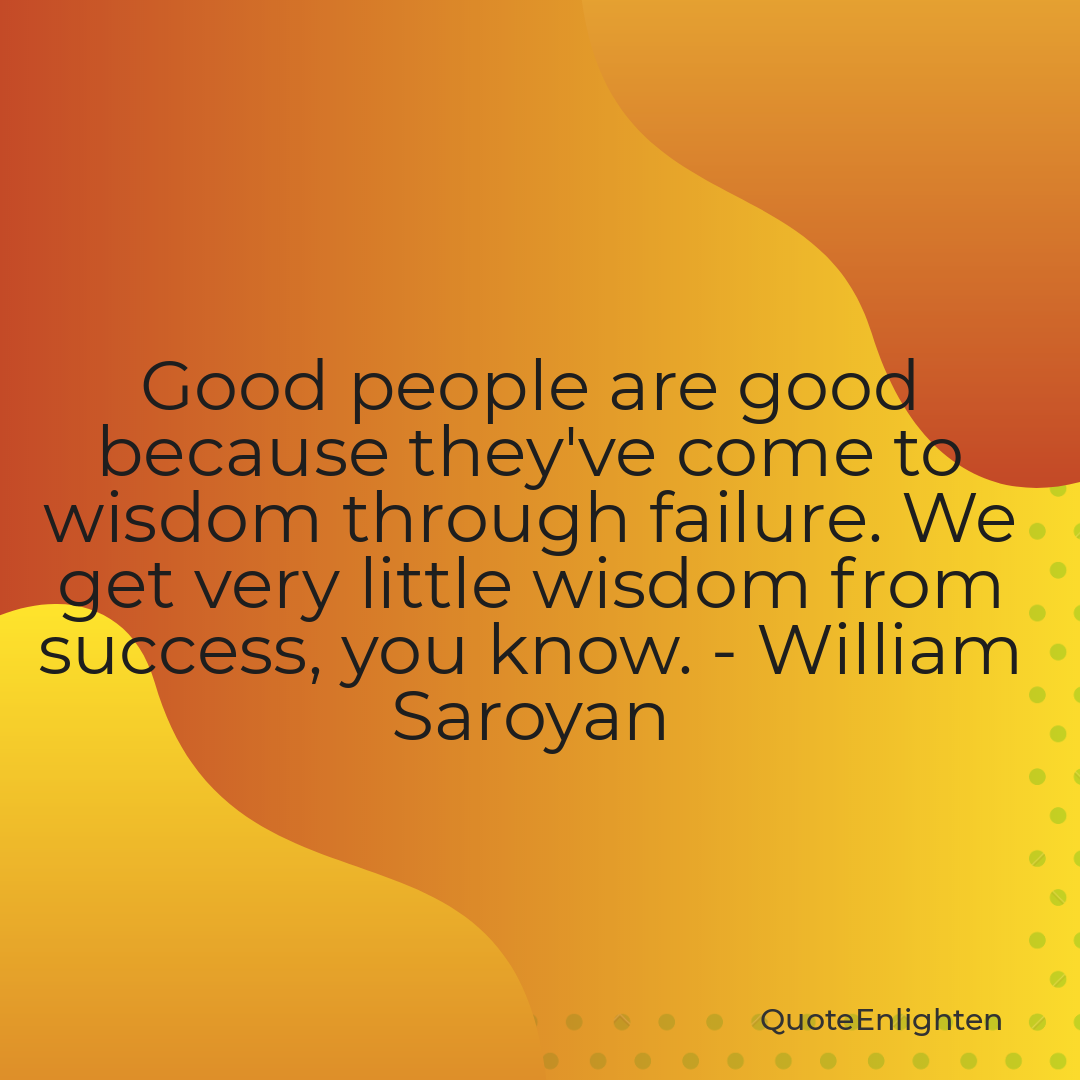 Good people are good
because they've come to
wisdom through failure. We
get very little wisdom from
success, you know. - William
Saroyan
QuoteEnlighten